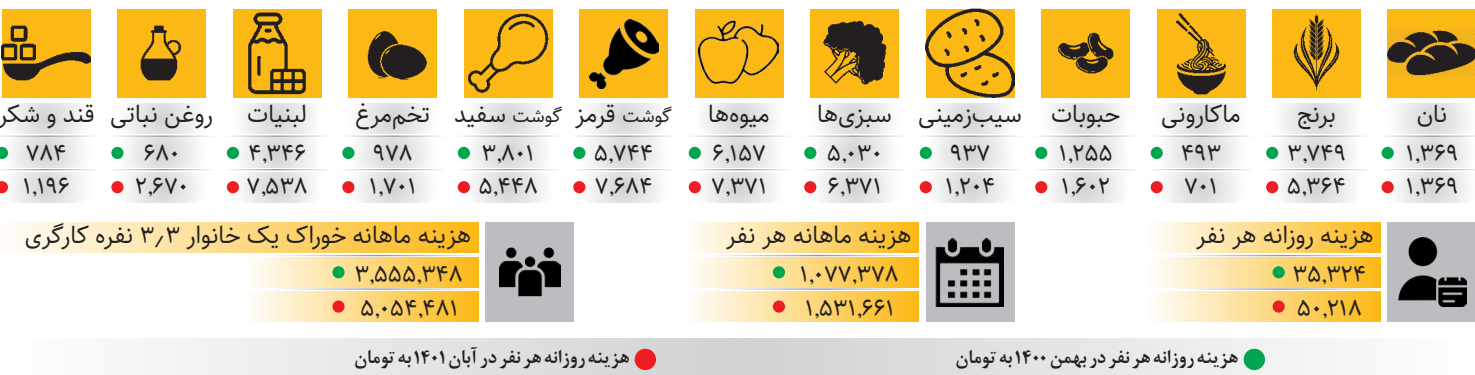 نان برنج ماکارونی حبوبات سیب‌زمینی سبزی‌ها میوه‌ها گوشت قرمز گوشت سفید تخم‌مرغ لبنیات روغن نباتی قند و شکر
۱,۳۶۹ ۳,۷۴۹ ۴۹۳ ۱,۲۵۵ ۹۳۷ ۵,۰۳۰ ۶,۱۵۷ ۵,۷۴۴ ۳,۸۰۱ ۹۷۸ ۴,۳۴۶ ۶۸۰ ۷۸۴
۱,۳۶۹ ۵,۳۶۴ ۷۰۱ ۱,۶۰۲ ۱,۲۰۴ ۶,۳۷۱ ۷,۳۷۱ ۷,۶۸۴ ۵,۴۴۸ ۱,۷۰۱ ۷,۵۳۸ ۲,۶۷۰ ۱,۱۹۶
هزینه روزانه هر نفر
۳۵,۳۲۴
۵۰,۲۱۸
هزینه ماهانه هر نفر
۱,۰۷۷,۳۷۸
۱,۵۳۱,۶۶۱
هزینه ماهانه خوراک یک خانوار ۳٫۳ نفره کارگری
۳,۵۵۵,۳۴۸
۵,۰۵۴,۴۸۱
هزینه روزانه هر نفر در بهمن ۱۴۰۰ به تومان
هزینه روزانه هر نفر در آبان ۱۴۰۱ به تومان